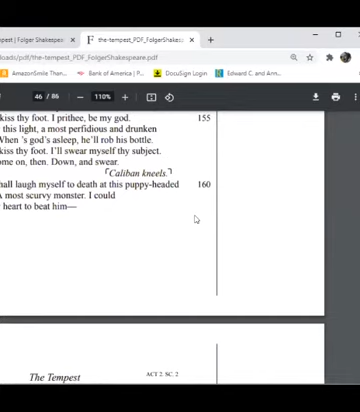 pest | Folger Shakespeare
the-tempest_PDF_FolgerShakes
ads/pdf/the-tempest_PDF_FolgerShakespeare.pdf
AmazonSmile Than...
Bank of America | P...
DocuSign Login
Edward C. and Ann...
46 / 86
110%
kiss thy foot. I prithee, be my god. 155
this light, a most perfidious and drunken
When 's god's asleep, he'll rob his bottle.
kiss thy foot. I'll swear myself thy subject.
ome on, then. Down, and swear.
⌜Caliban kneels.⌝
hall laugh myself to death at this puppy-headed 160
A most scurvy monster. I could
heart to beat him—
The Tempest ACT 2. SC. 2